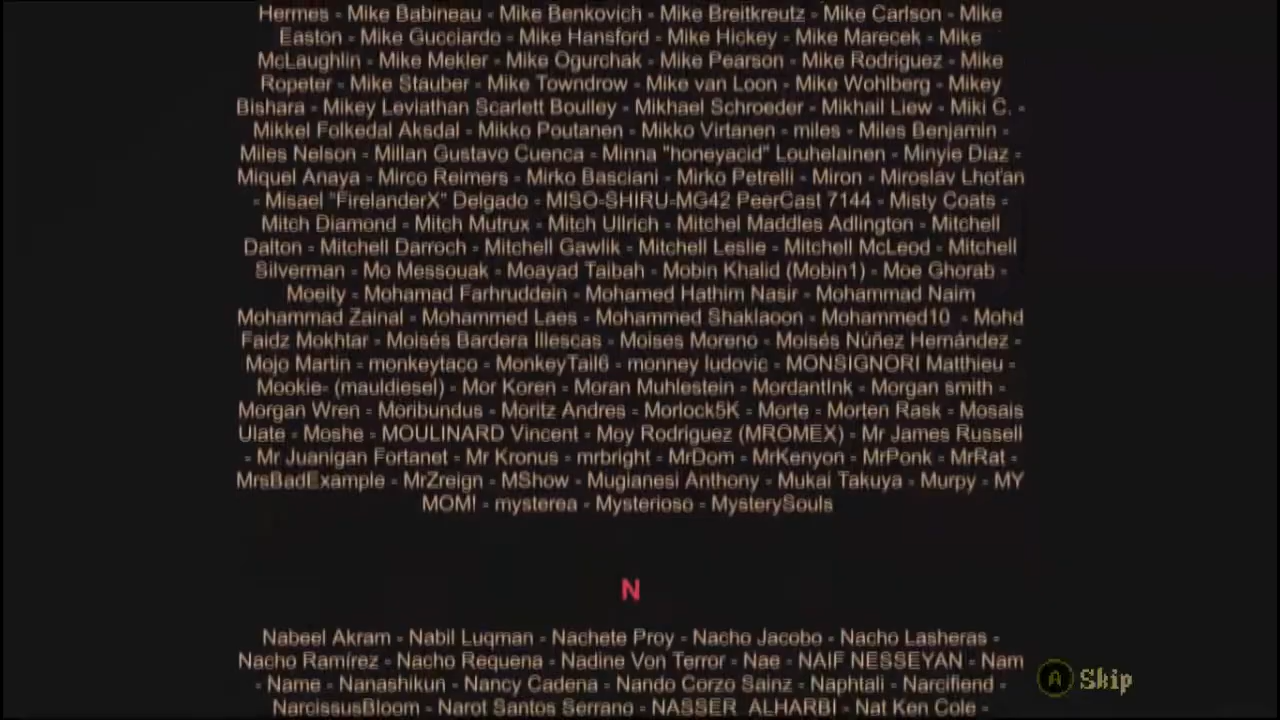 Hermes - Mike Babineau - Mike Benkovich - Mike Breitkreutz - Mike Carlson - Mike
Easton - Mike Gucciardo - Mike Hansford - Mike Hickey - Mike Marecek - Mike
McLaughlin - Mike Mekler - Mike Ogurchak - Mike Pearson - Mike Rodriguez - Mike
Ropeter - Mike Stauber - Mike Towndrow - Mike van Loon - Mike Wohlberg - Mikey
Bishara - Mikey Leviathan Scarlett Boulley - Mikhael Schroeder - Mikhail Liew - Miki C. -
Mikkel Folkedal Aksdal - Mikko Poutanen - Mikko Virtanen - miles - Miles Benjamin -
Miles Nelson - Millan Gustavo Cuenca - Minna "honeyacid" Louhelainen - Minyie Diaz -
Miquel Anaya - Mirco Reimers - Mirko Basciani - Mirko Petrelli - Miron - Miroslav Lhoťan
- Misael "FirelanderX" Delgado - MISO-SHIRU-MG42 PeerCast 7144 - Misty Coats -
Mitch Diamond - Mitch Mutrux - Mitch Ullrich - Mitchel Maddles Adlington - Mitchell
Dalton - Mitchell Darroch - Mitchell Gawlik - Mitchell Leslie - Mitchell McLeod - Mitchell
Silverman - Mo Messouak - Moayad Taibah - Mobin Khalid (Mobin1) - Moe Ghorab -
Moeity - Mohamad Farhruddein - Mohamed Hathim Nasir - Mohammad Naim
Mohammad Zainal - Mohammed Laes - Mohammed Shaklaoon - Mohammed10 - Mohd
Faidz Mokhtar - Moisés Bardera Illescas - Moises Moreno - Moisés Núñez Hernández -
Mojo Martin - monkeytaco - MonkeyTail6 - monney ludovic - MONSIGNORI Matthieu -
Mookie- (mauldiesel) - Mor Koren - Moran Muhlestein - MordantInk - Morgan smith -
Morgan Wren - Moribundus - Moritz Andres - Morlock5K - Morte - Morten Rask - Mosais
Ulate - Moshe - MOULINARD Vincent - Moy Rodriguez (MROMEX) - Mr James Russell
- Mr Juanigan Fortanet - Mr Kronus - mrbright - MrDom - MrKenyon - MrPonk - MrRat -
MrsBadExample - MrZreign - MShow - Muglanesi Anthony - Mukai Takuya - Murpy - MY
MOM! - mysterea - Mysterioso - MysterySouls
N
Nabeel Akram - Nabil Luqman - Nachete Proy - Nacho Jacobo - Nacho Lasheras -
Nacho Ramírez - Nacho Requena - Nadine Von Terror - Nae - NAIF NESSEYAN - Nam
- Name - Nanashikun - Nancy Cadena - Nando Corzo Sainz - Naphtali - Narcifiend -
NarcissusBloom - Narot Santos Serrano - NASSER ALHARBI - Nat Ken Cole -
A Skip